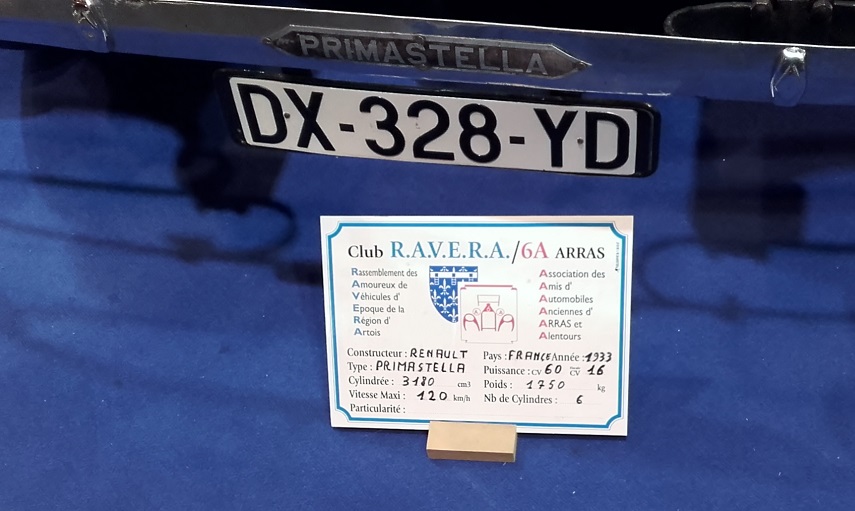 PRIMASTELLA
DX-328-YD
Club R.A.V.E.R.A./6A ARRAS
Rassemblement des
Amoureux de
Véhicules d'
Epoque de la
Région d'
Artois
Association des
Amis d'
Automobiles
Anciennes d'
ARRAS et
Alentours
Constructeur : RENAULT Pays : FRANCE Année : 1933
Type : PRIMASTELLA Puissance : CV 60 CV 16
Cylindrée : 3180 cm3 Poids : 1750 kg
Vitesse Maxi : 120 km/h Nb de Cylindres : 6
Particularité :